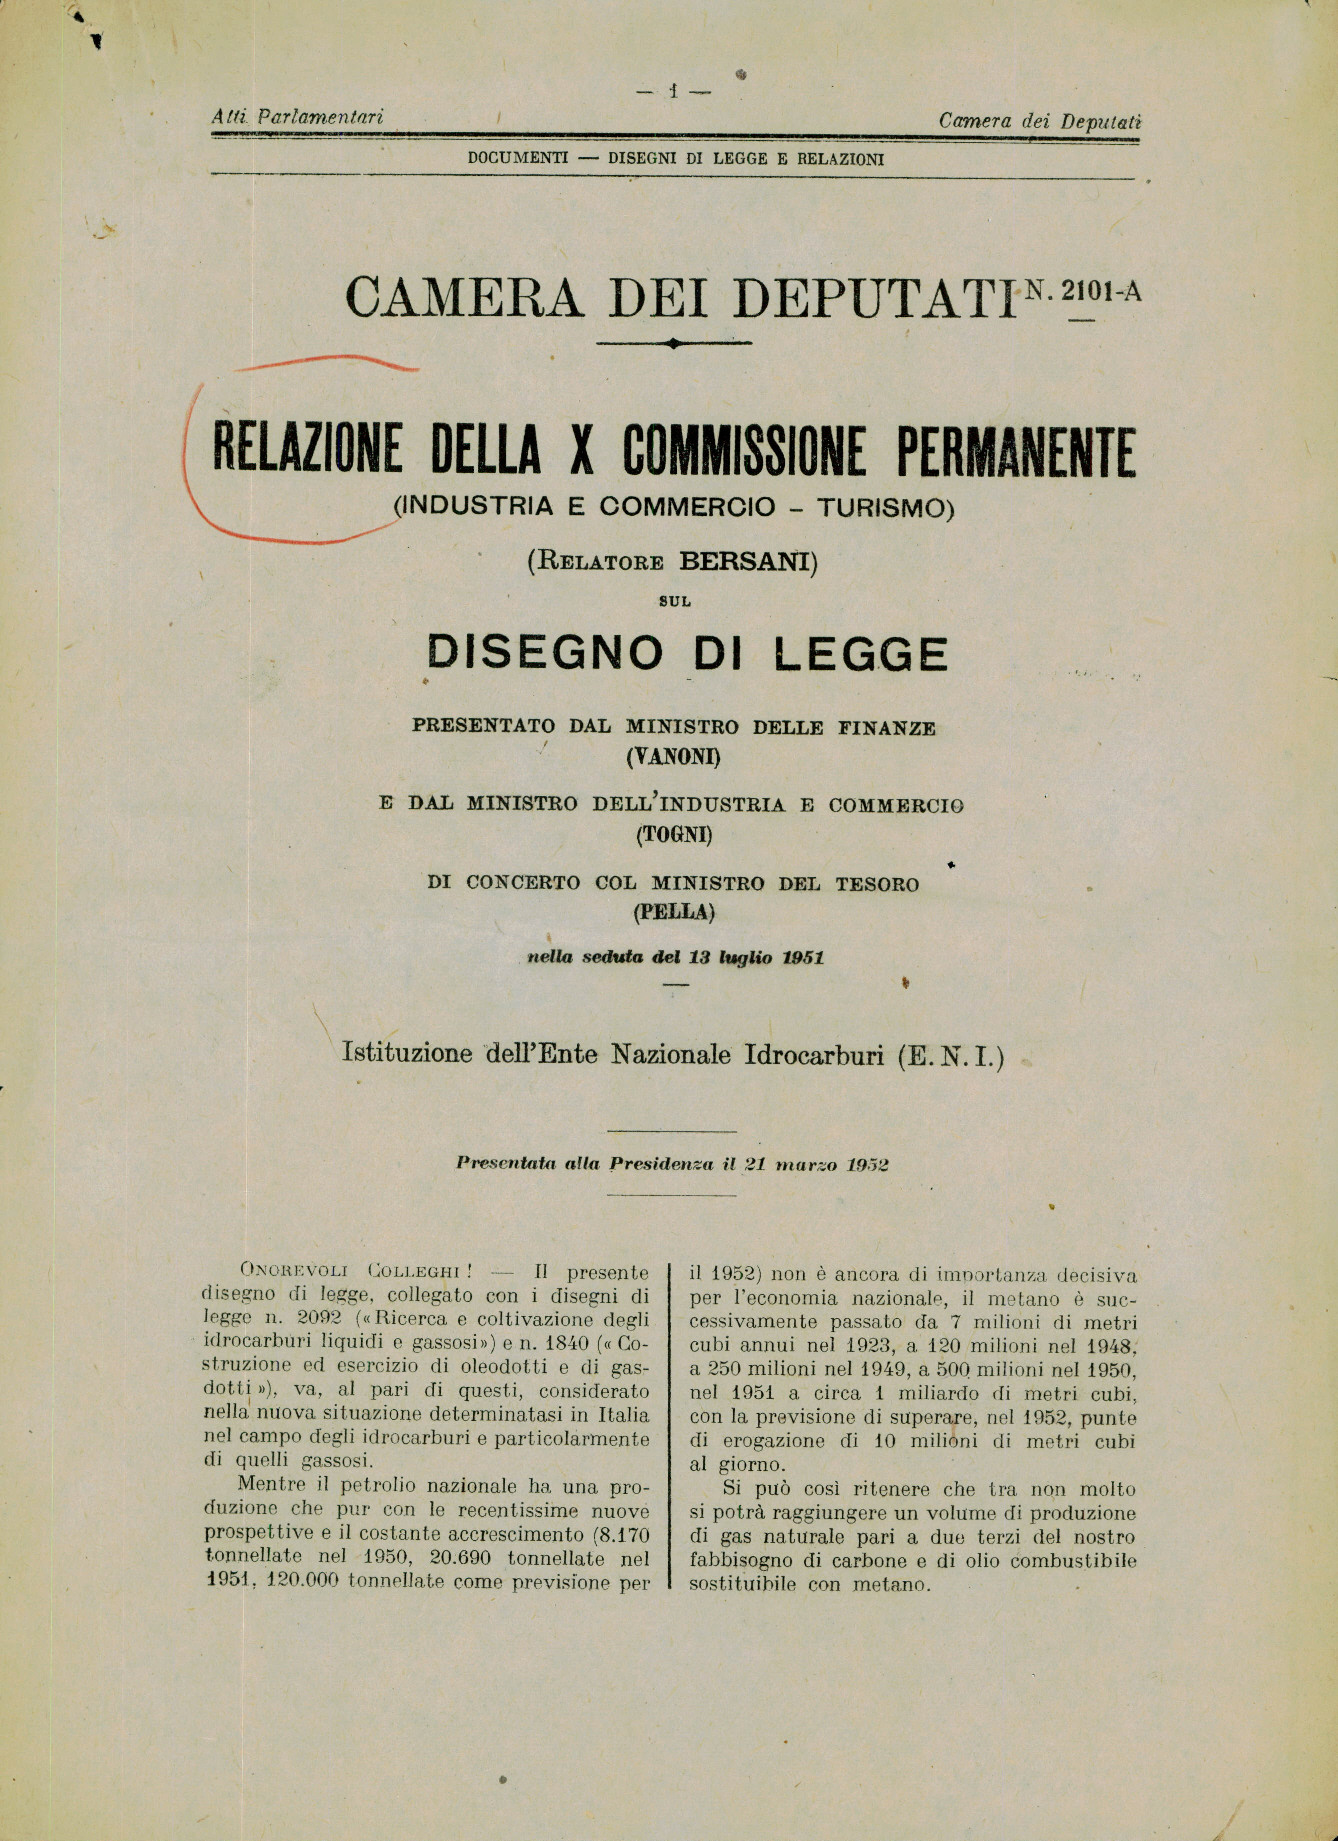 — 1 —
Atti Parlamentari Camera dei Deputati
DOCUMENTI — DISEGNI DI LEGGE E RELAZIONI
CAMERA DEI DEPUTATI N. 2101-A
RELAZIONE DELLA X COMMISSIONE PERMANENTE
(INDUSTRIA E COMMERCIO – TURISMO)
(RELATORE BERSANI)
SUL
DISEGNO DI LEGGE
PRESENTATO DAL MINISTRO DELLE FINANZE
(VANONI)
E DAL MINISTRO DELL'INDUSTRIA E COMMERCIO
(TOGNI)
DI CONCERTO COL MINISTRO DEL TESORO
(PELLA)
nella seduta del 13 luglio 1951
Istituzione dell'Ente Nazionale Idrocarburi (E. N. I.)
Presentata alla Presidenza il 21 marzo 1952
ONOREVOLI COLLEGHI ! — Il presente
disegno di legge, collegato con i disegni di
legge n. 2092 (« Ricerca e coltivazione degli
idrocarburi liquidi e gassosi») e n. 1840 (« Co-
struzione ed esercizio di oleodotti e di gas-
dotti »), va, al pari di questi, considerato
nella nuova situazione determinatasi in Italia
nel campo degli idrocarburi e particolarmente
di quelli gassosi.
Mentre il petrolio nazionale ha una pro-
duzione che pur con le recentissime nuove
prospettive e il costante accrescimento (8.170
tonnellate nel 1950, 20.690 tonnellate nel
1951, 120.000 tonnellate come previsione per
il 1952) non è ancora di importanza decisiva
per l'economia nazionale, il metano è suc-
cessivamente passato da 7 milioni di metri
cubi annui nel 1923, a 120 milioni nel 1948,
a 250 milioni nel 1949, a 500 milioni nel 1950,
nel 1951 a circa 1 miliardo di metri cubi,
con la previsione di superare, nel 1952, punte
di erogazione di 10 milioni di metri cubi
al giorno.
Si può così ritenere che tra non molto
si potrà raggiungere un volume di produzione
di gas naturale pari a due terzi del nostro
fabbisogno di carbone e di olio combustibile
sostituibile con metano.